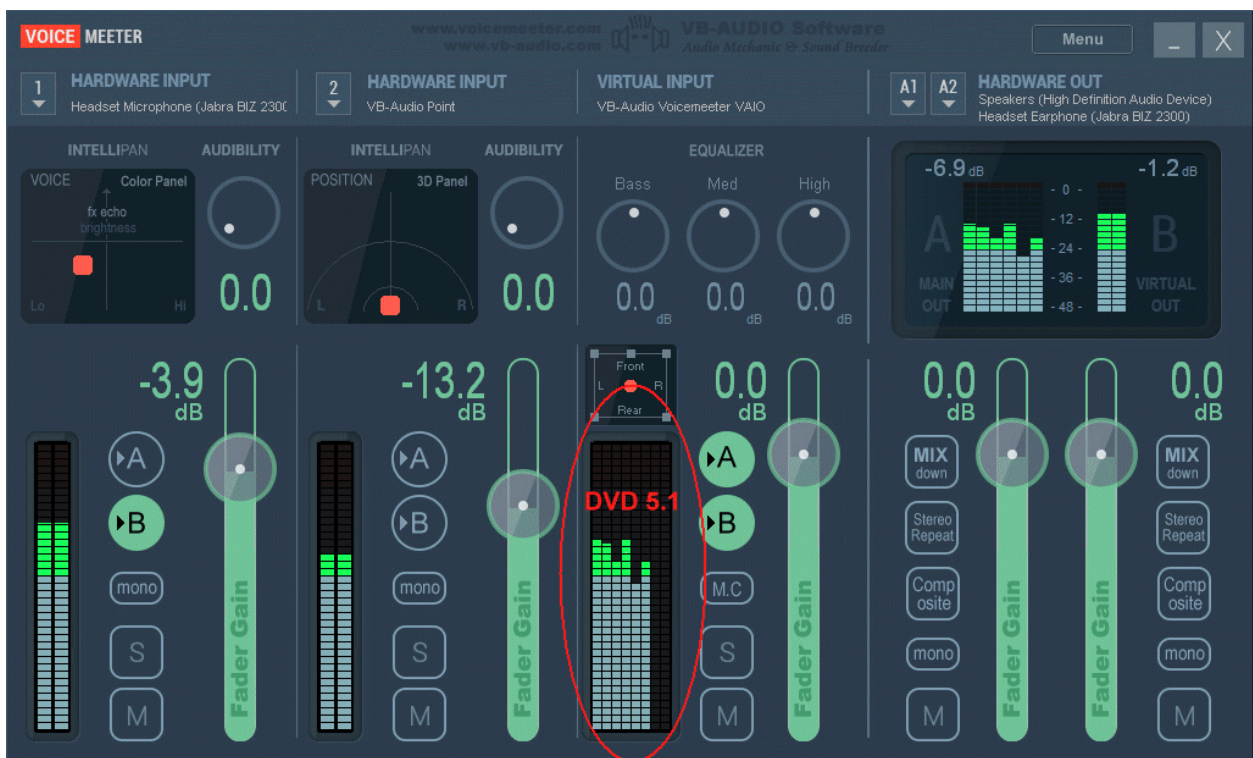 VOICE MEETER
www.voicemeeter.com
www.vb-audio.com
VB-AUDIO Software
Audio Mechanic & Sound Breeder
Menu
_ X
1
HARDWARE INPUT
Headset Microphone (Jabra BIZ 230(
2
HARDWARE INPUT
VB-Audio Point
VIRTUAL INPUT
VB-Audio Voicemeeter VAIO
A1 A2
HARDWARE OUT
Speakers (High Definition Audio Device)
Headset Earphone (Jabra BIZ 2300)
INTELLIPAN AUDIBILITY
VOICE Color Panel
fx echo
brightness
Lo Hi
0.0
INTELLIPAN AUDIBILITY
POSITION 3D Panel
L R
0.0
EQUALIZER
Bass Med High
0.0 0.0 0.0
dB dB dB
-6.9 dB -1.2 dB
- 0 -
- 12 -
- 24 -
- 36 -
- 48 -
A
MAIN
OUT
B
VIRTUAL
OUT
-3.9
dB
A
B
mono
S
M
Fader Gain
-13.2
dB
A
B
mono
S
M
Fader Gain
Front
L R
Rear
DVD 5.1
0.0
dB
A
B
M.C
S
M
Fader Gain
0.0
dB
MIX
down
Stereo
Repeat
Comp
osite
mono
M
Fader Gain
Fader Gain
0.0
dB
MIX
down
Stereo
Repeat
Comp
osite
mono
M